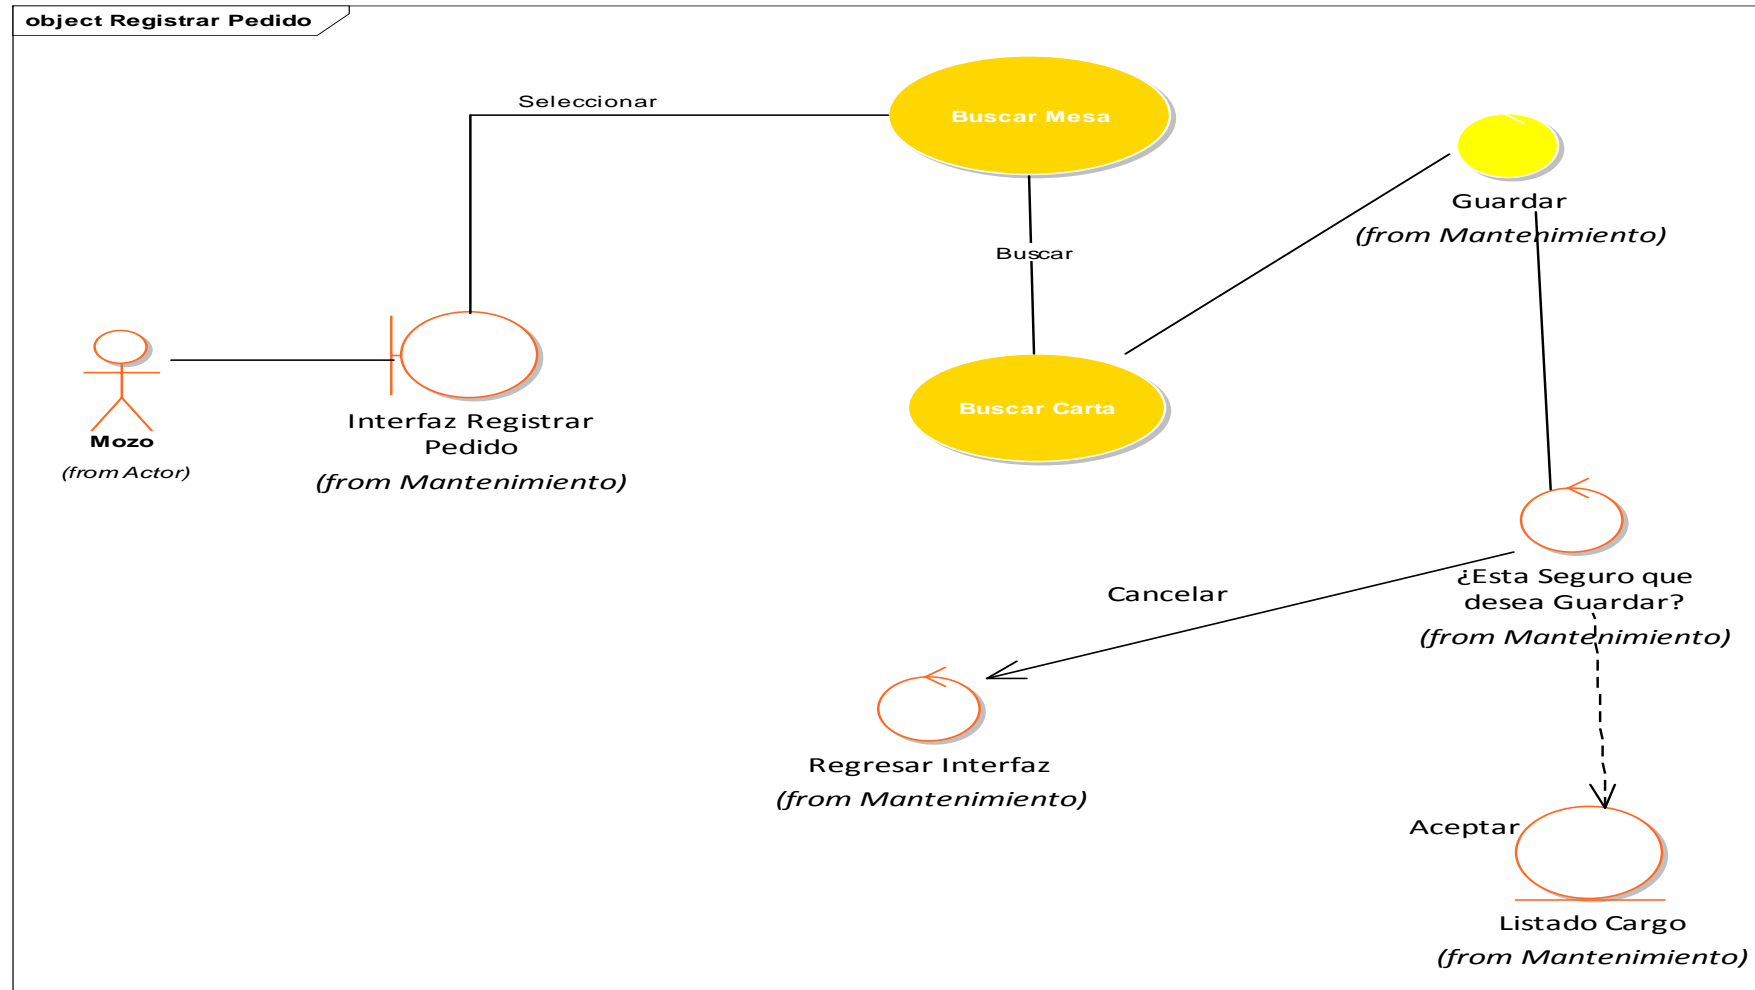 object Registrar Pedido
Seleccionar
Buscar Mesa
Guardar
(from Mantenimiento)
Buscar
Mozo
(from Actor)
Interfaz Registrar
Pedido
(from Mantenimiento)
Buscar Carta
¿Esta Seguro que
desea Guardar?
(from Mantenimiento)
Cancelar
Regresar Interfaz
(from Mantenimiento)
Aceptar
Listado Cargo
(from Mantenimiento)